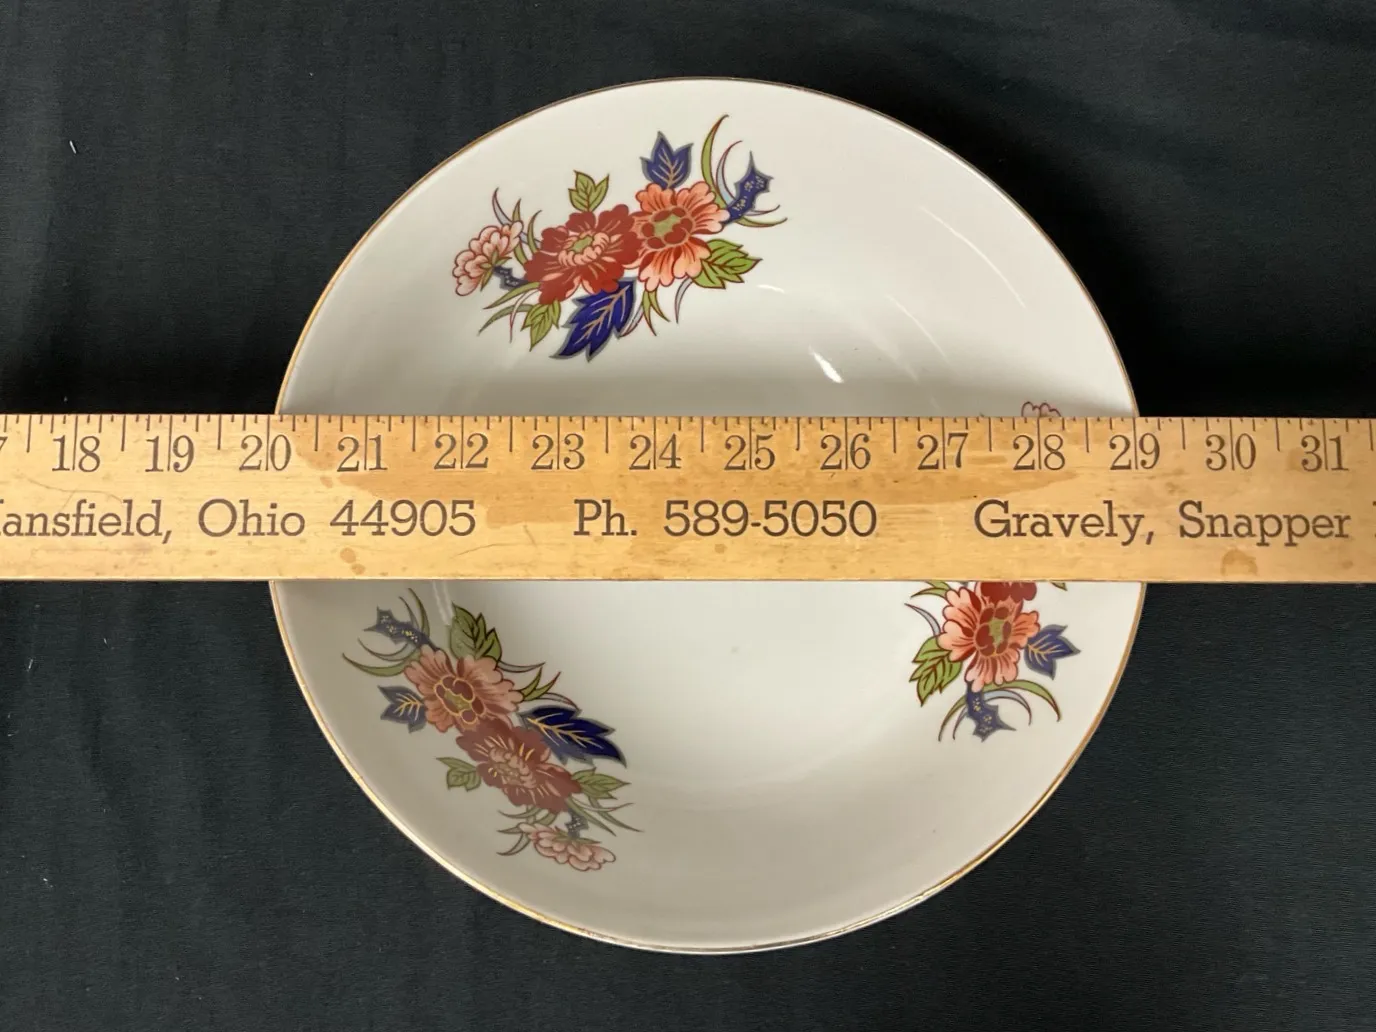 18 19 20 21 22 23 24 25 26 27 28 29 30 31
ansfield, Ohio 44905 Ph. 589-5050 Gravely, Snapper